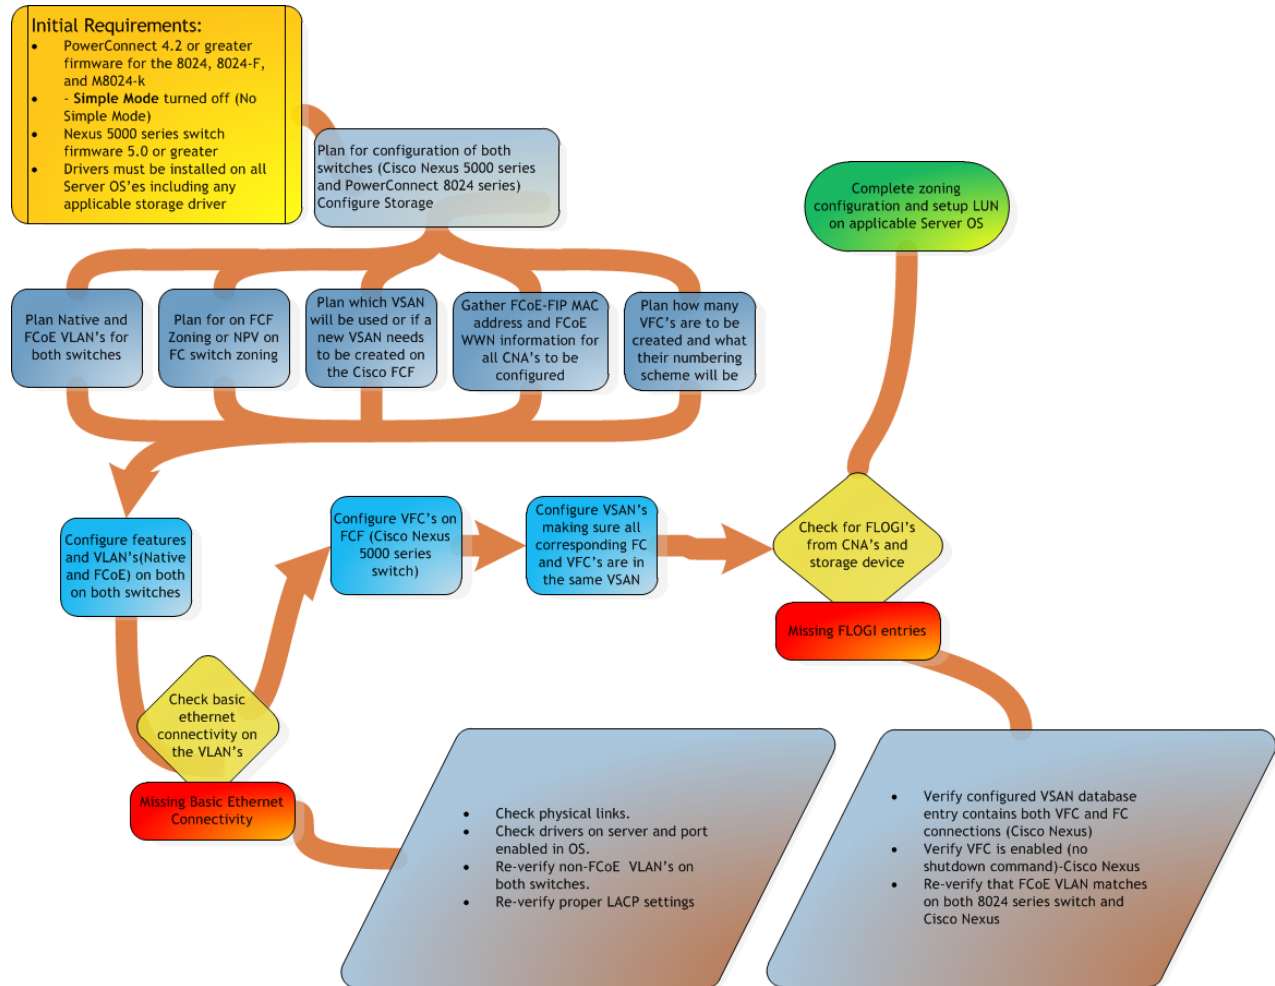 Initial Requirements:
• PowerConnect 4.2 or greater
firmware for the 8024, 8024-F,
and M8024-k
• - Simple Mode turned off (No
Simple Mode)
• Nexus 5000 series switch
firmware 5.0 or greater
• Drivers must be installed on all
Server OS'es including any
applicable storage driver
Plan for configuration of both
switches (Cisco Nexus 5000 series
and PowerConnect 8024 series)
Configure Storage
Complete zoning
configuration and setup LUN
on applicable Server OS
Plan Native and
FCoE VLAN's for
both switches
Plan for on FCF
Zoning or NPV on
FC switch zoning
Plan which VSAN
will be used or if a
new VSAN needs
to be created on
the Cisco FCF
Gather FCoE-FIP MAC
address and FCoE
WWN information for
all CNA's to be
configured
Plan how many
VFC's are to be
created and what
their numbering
scheme will be
Configure features
and VLAN's(Native
and FCoE) on both
on both switches
Configure VFC's on
FCF (Cisco Nexus
5000 series
switch)
Configure VSAN's
making sure all
corresponding FC
and VFC's are in
the same VSAN
Check for FLOGI's
from CNA's and
storage device
Missing FLOGI entries
Check basic
ethernet
connectivity on
the VLAN's
Missing Basic Ethernet
Connectivity
• Check physical links.
• Check drivers on server and port
enabled in OS.
• Re-verify non-FCoE VLAN's on
both switches.
• Re-verify proper LACP settings
• Verify configured VSAN database
entry contains both VFC and FC
connections (Cisco Nexus)
• Verify VFC is enabled (no
shutdown command)-Cisco Nexus
• Re-verify that FCoE VLAN matches
on both 8024 series switch and
Cisco Nexus